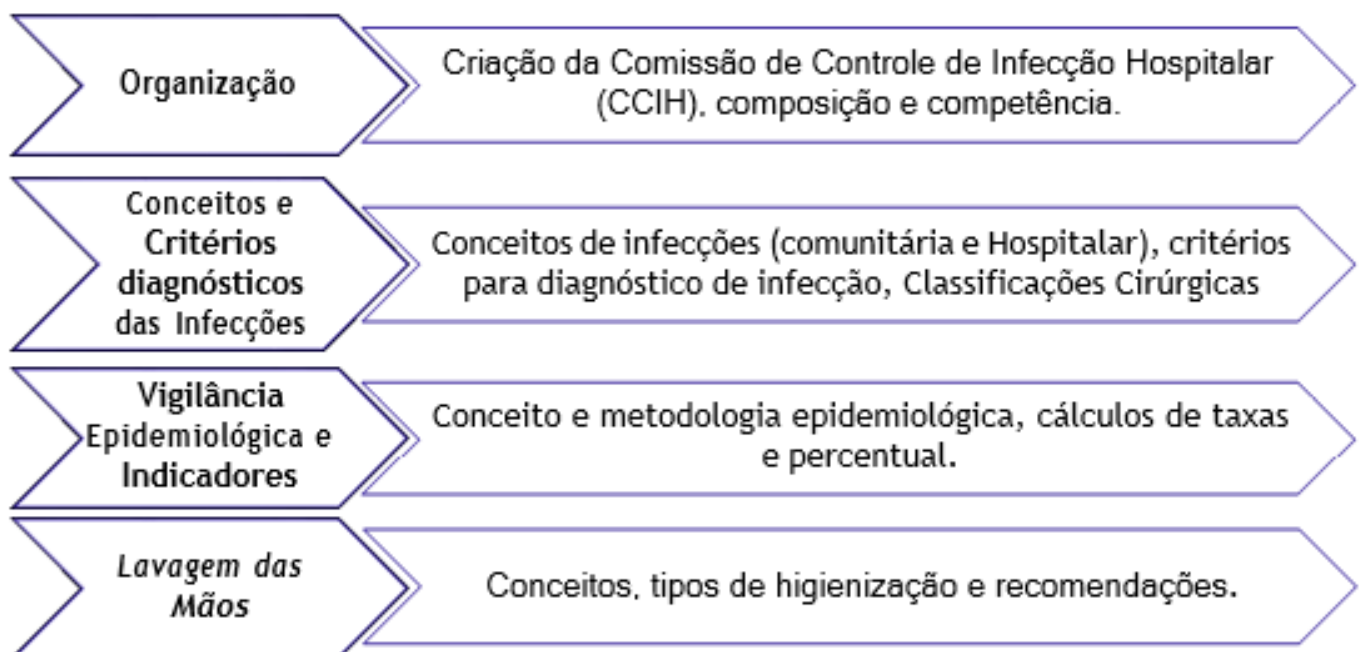 Organização
Criação da Comissão de Controle de Infecção Hospitalar
(CCIH), composição e competência.
Conceitos e
Critérios
diagnósticos
das Infecções
Conceitos de infecções (comunitária e Hospitalar), critérios
para diagnóstico de infecção, Classificações Cirúrgicas
Vigilância
Epidemiológica e
Indicadores
Conceito e metodologia epidemiológica, cálculos de taxas
e percentual.
Lavagem das
Mãos
Conceitos, tipos de higienização e recomendações.